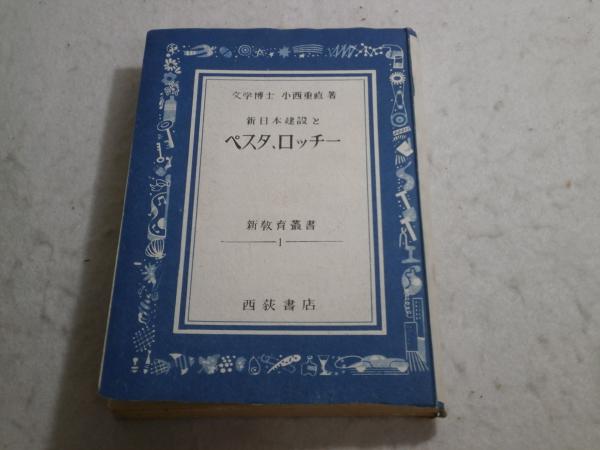 文学博士 小西重直 著
新日本建設と
ペスタ、ロッチー
新教育叢書
1
西荻書店